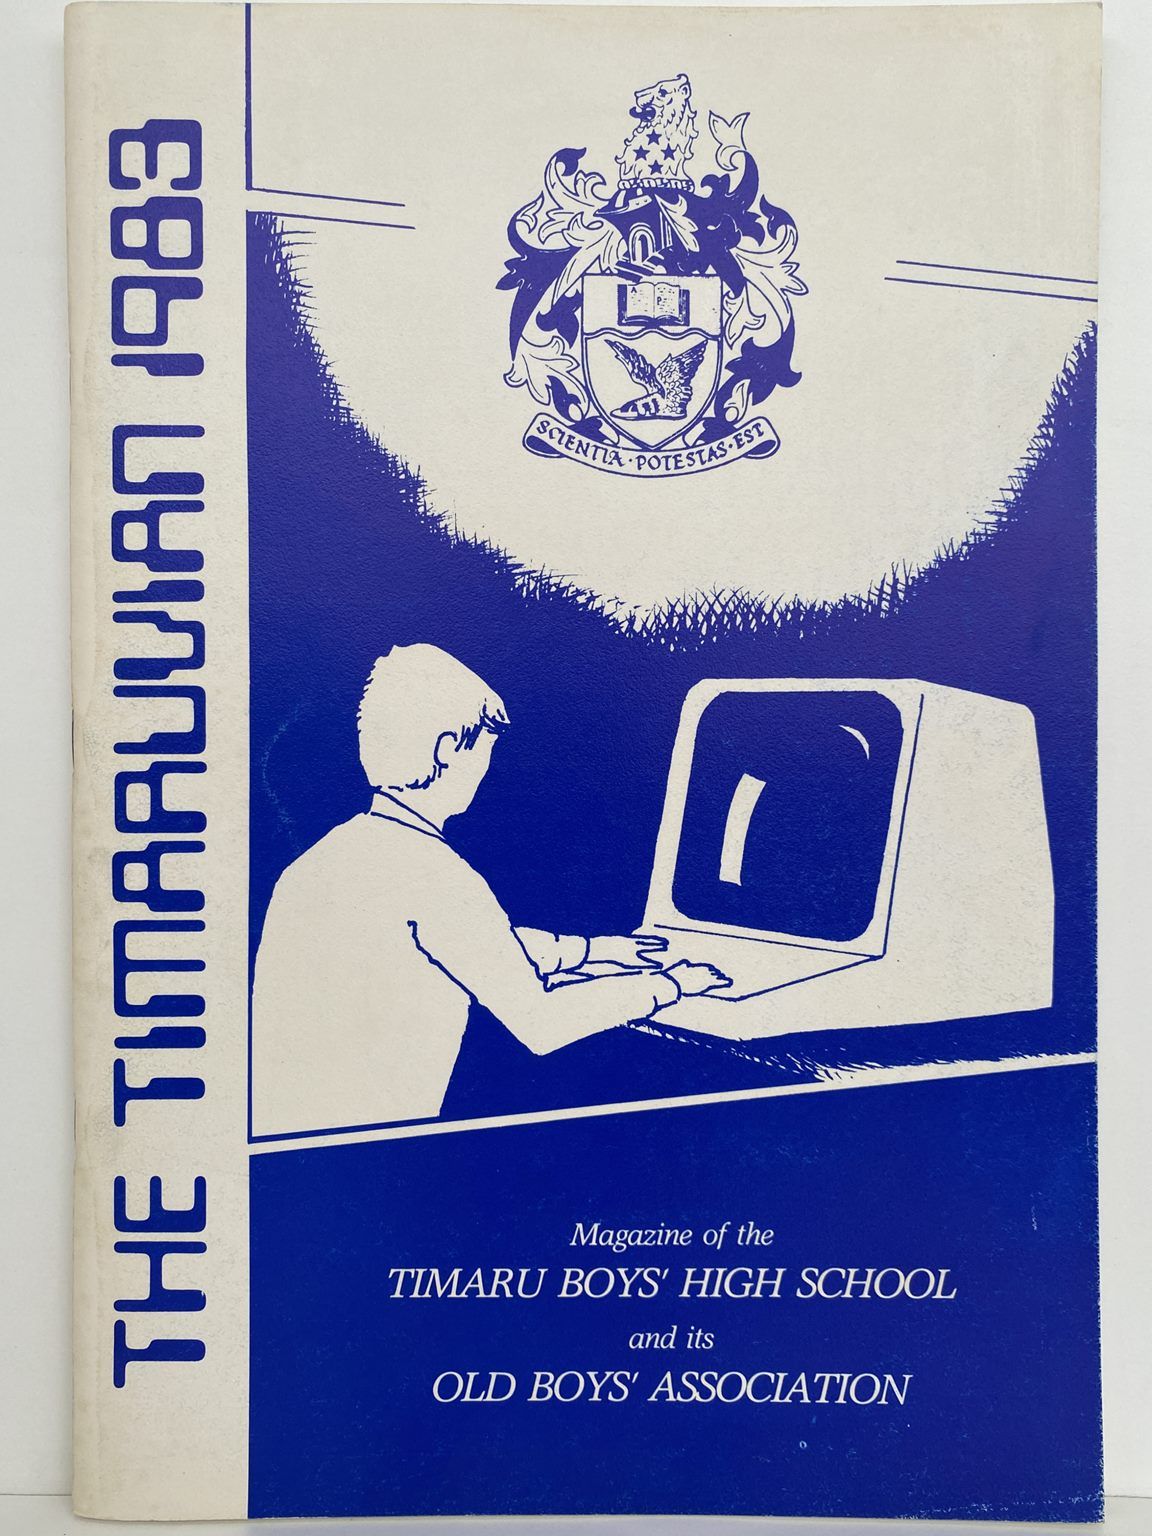 THE TIMARUVIAN 1983
SCIENTIA · POTESTAS · EST
Magazine of the
TIMARU BOYS' HIGH SCHOOL
and its
OLD BOYS' ASSOCIATION